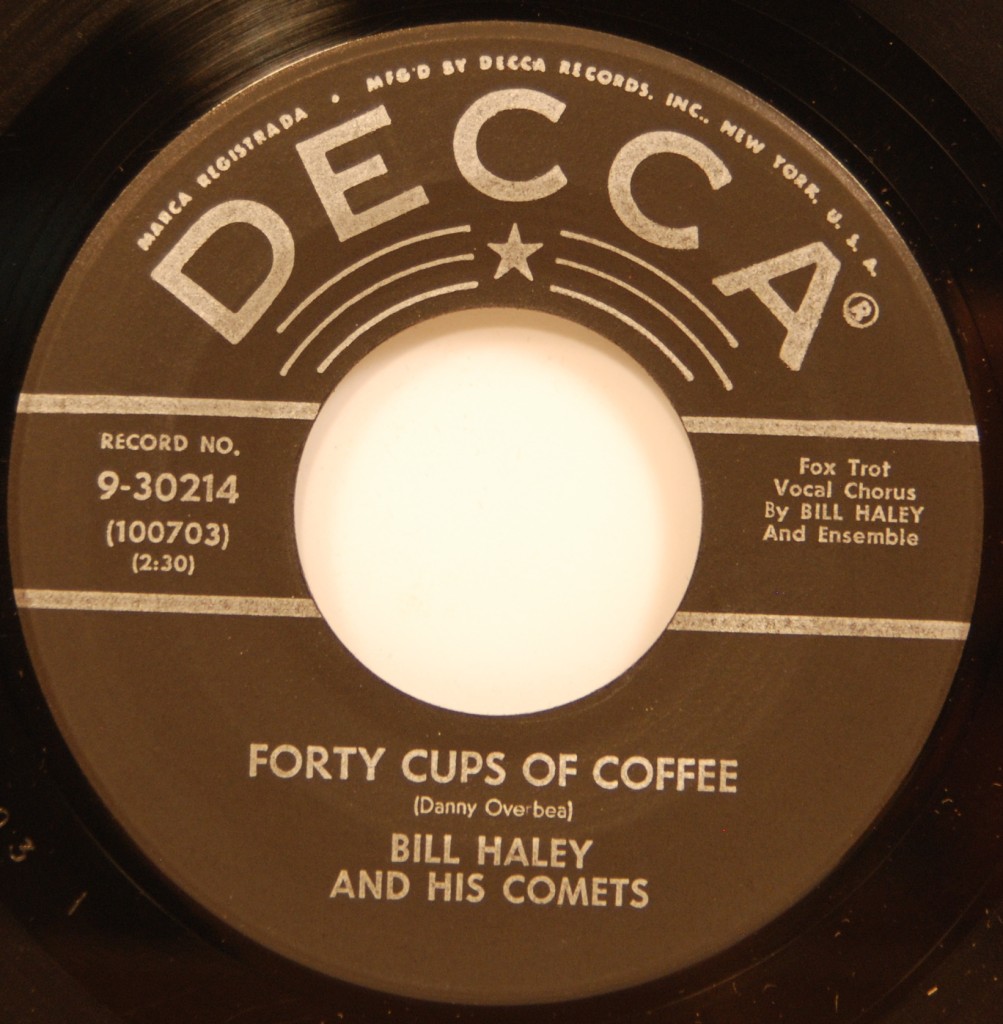 MARCA REGISTRADA • MFG'D BY DECCA RECORDS, INC., NEW YORK, U. S. A.
DECCA®
RECORD NO.
9-30214
(100703)
(2:30)
Fox Trot
Vocal Chorus
By BILL HALEY
And Ensemble
FORTY CUPS OF COFFEE
(Danny Overbea)
BILL HALEY
AND HIS COMETS